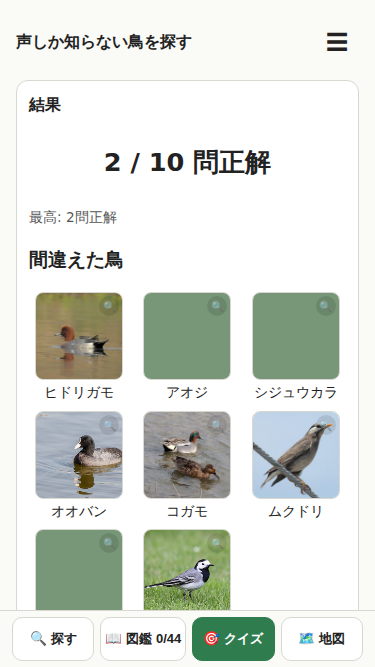 声しか知らない鳥を探す
結果
2 / 10 問正解
最高: 2問正解
間違えた鳥
ヒドリガモ
アオジ
シジュウカラ
オオバン
コガモ
ムクドリ
探す
図鑑 0/44
クイズ
地図